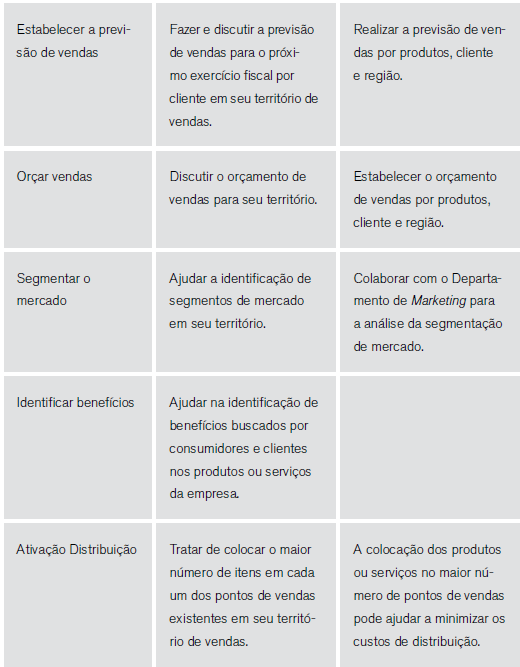 Estabelecer a previ-
são de vendas
Fazer e discutir a previsão
de vendas para o próxi-
mo exercício fiscal por
cliente em seu território de
vendas.
Realizar a previsão de ven-
das por produtos, cliente
e região.
Orçar vendas
Discutir o orçamento de
vendas para seu território.
Estabelecer o orçamento
de vendas por produtos,
cliente e região.
Segmentar o
mercado
Ajudar a identificação de
segmentos de mercado
em seu território.
Colaborar com o Departa-
mento de Marketing para
a análise da segmentação
de mercado.
Identificar benefícios
Ajudar na identificação de
benefícios buscados por
consumidores e clientes
nos produtos ou serviços
da empresa.
Ativação Distribuição
Tratar de colocar o maior
número de itens em cada
um dos pontos de vendas
existentes em seu territó-
rio de vendas.
A colocação dos produtos
ou serviços no maior nú-
mero de pontos de vendas
pode ajudar a minimizar os
custos de distribuição.